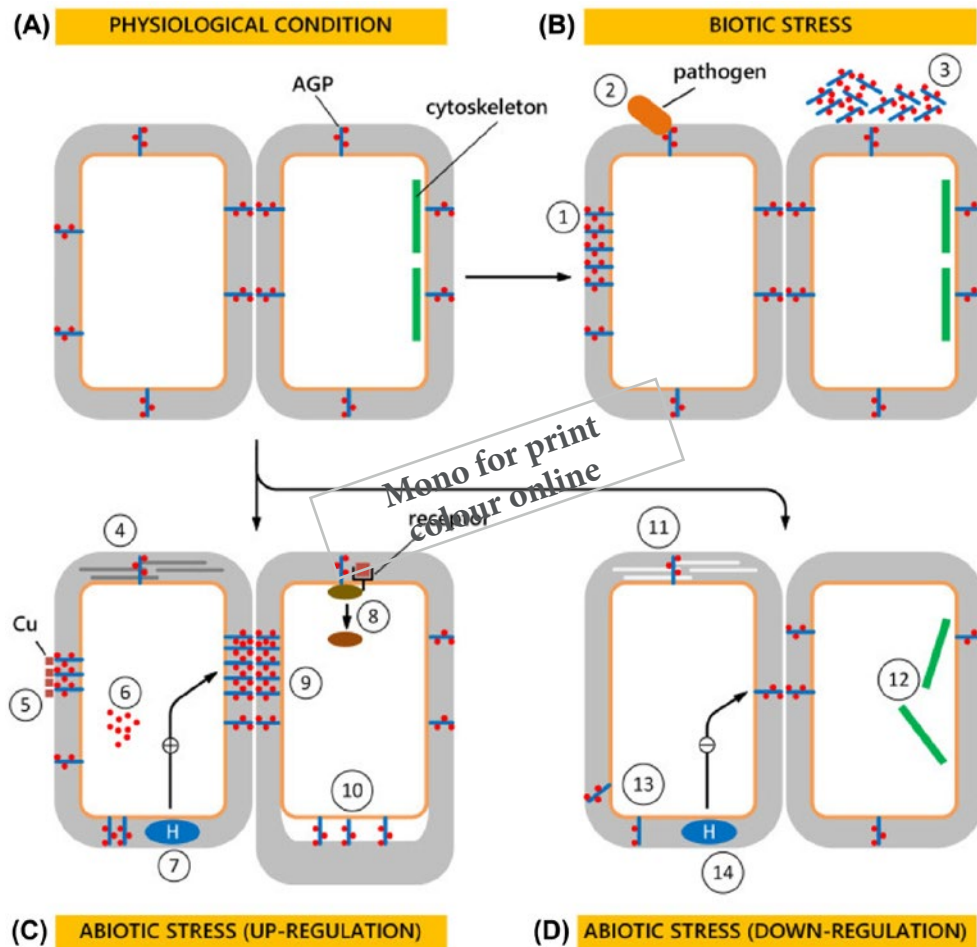 (A) PHYSIOLOGICAL CONDITION
(B) BIOTIC STRESS
AGP
cytoskeleton
pathogen
2
3
1
Mono for print
colour online
receptor
4
11
Cu
5
6
8
9
12
10
13
H
7
H
14
(C) ABIOTIC STRESS (UP-REGULATION)
(D) ABIOTIC STRESS (DOWN-REGULATION)